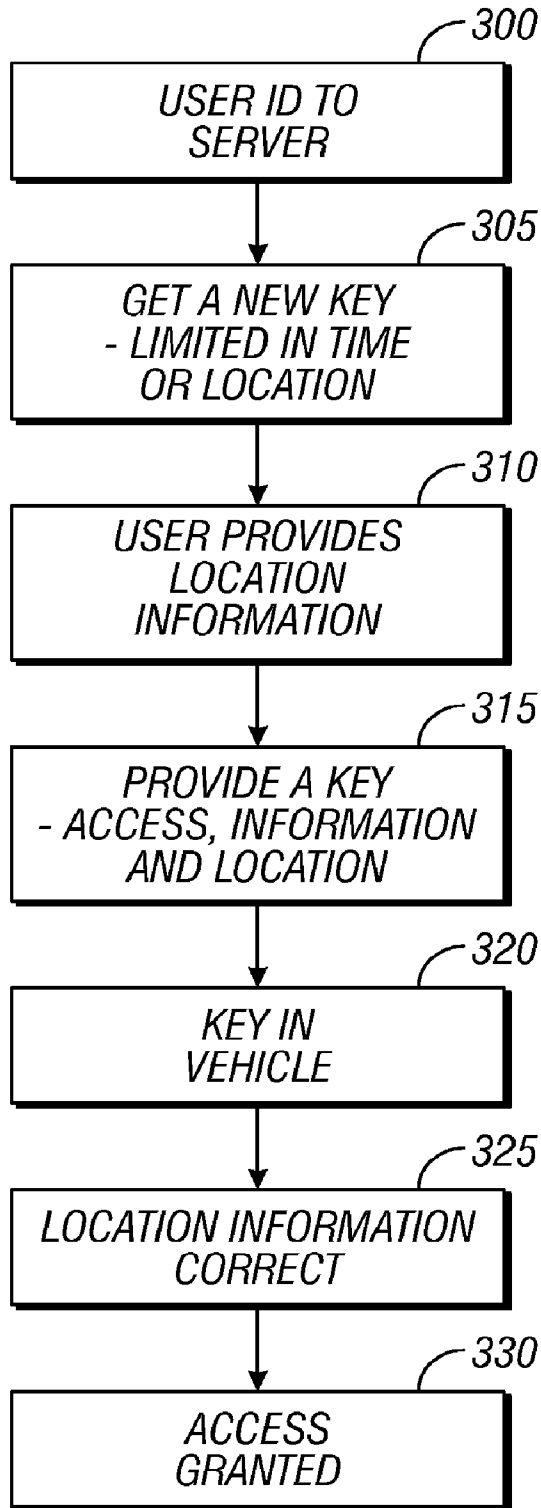 300
USER ID TO
SERVER
305
GET A NEW KEY
- LIMITED IN TIME
OR LOCATION
310
USER PROVIDES
LOCATION
INFORMATION
315
PROVIDE A KEY
- ACCESS, INFORMATION
AND LOCATION
320
KEY IN
VEHICLE
325
LOCATION INFORMATION
CORRECT
330
ACCESS
GRANTED